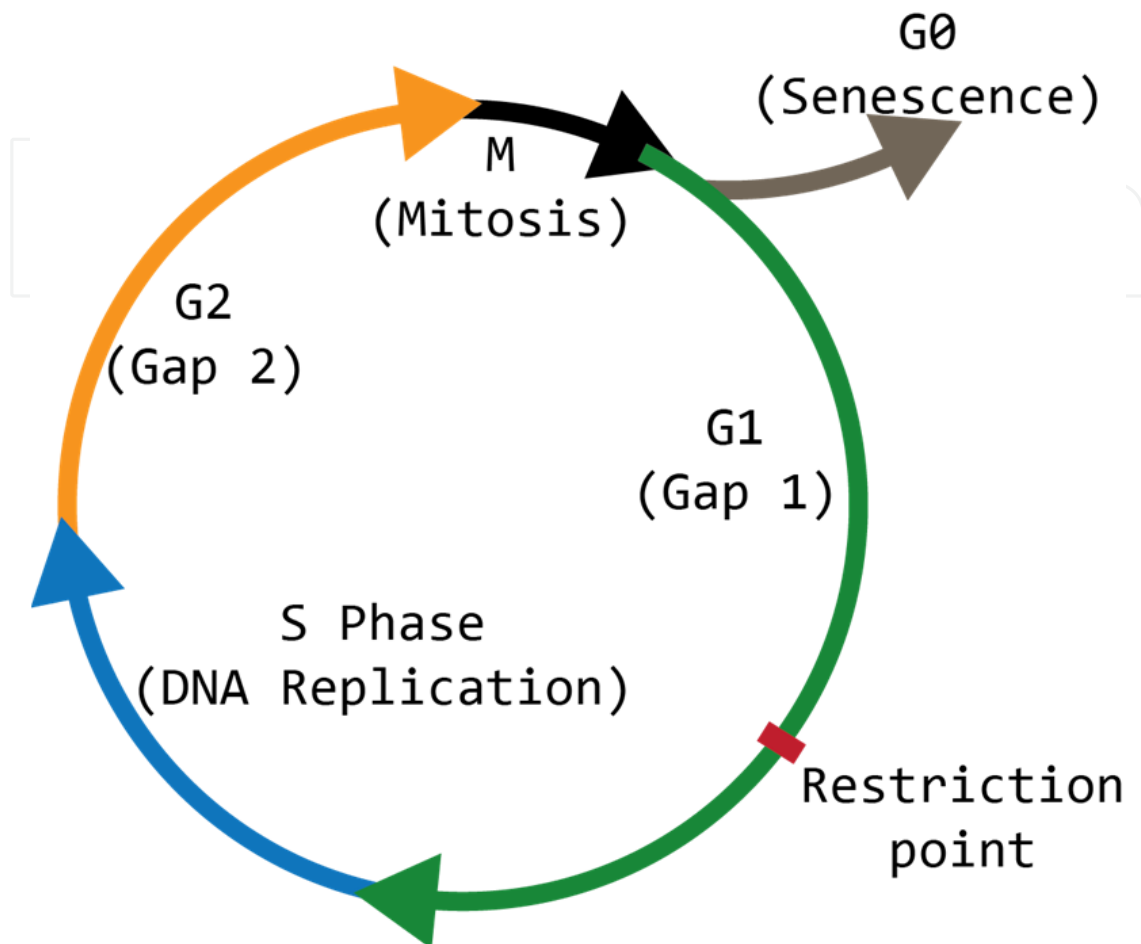 G0
(Senescence)
M
(Mitosis)
G2
(Gap 2)
G1
(Gap 1)
S Phase
(DNA Replication)
Restriction
point